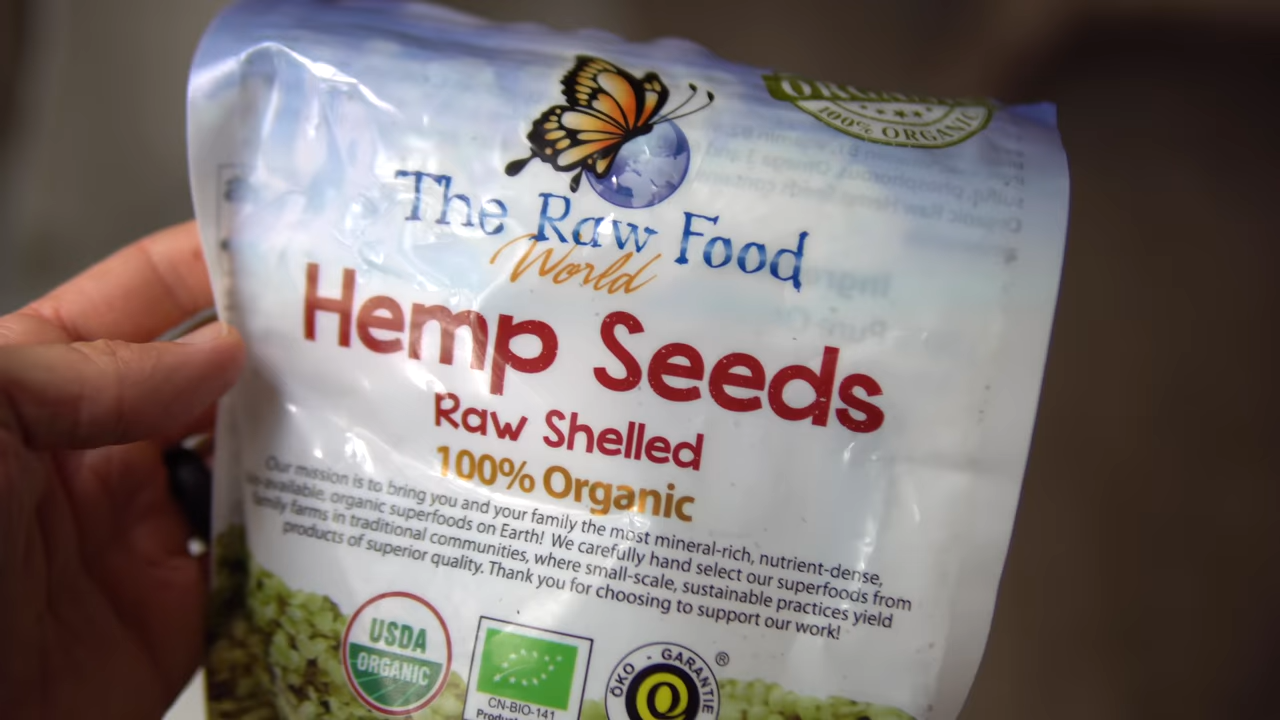 ORGANIC
100% ORGANIC
The Raw Food
World
Hemp Seeds
Raw Shelled
100% Organic
Our mission is to bring you and your family the most mineral-rich, nutrient-dense,
-available, organic superfoods on Earth! We carefully hand select our superfoods from
family farms in traditional communities, where small-scale, sustainable practices yield
products of superior quality. Thank you for choosing to support our work!
USDA
ORGANIC
CN-BIO-141
ÖKO - GARANTIE
®